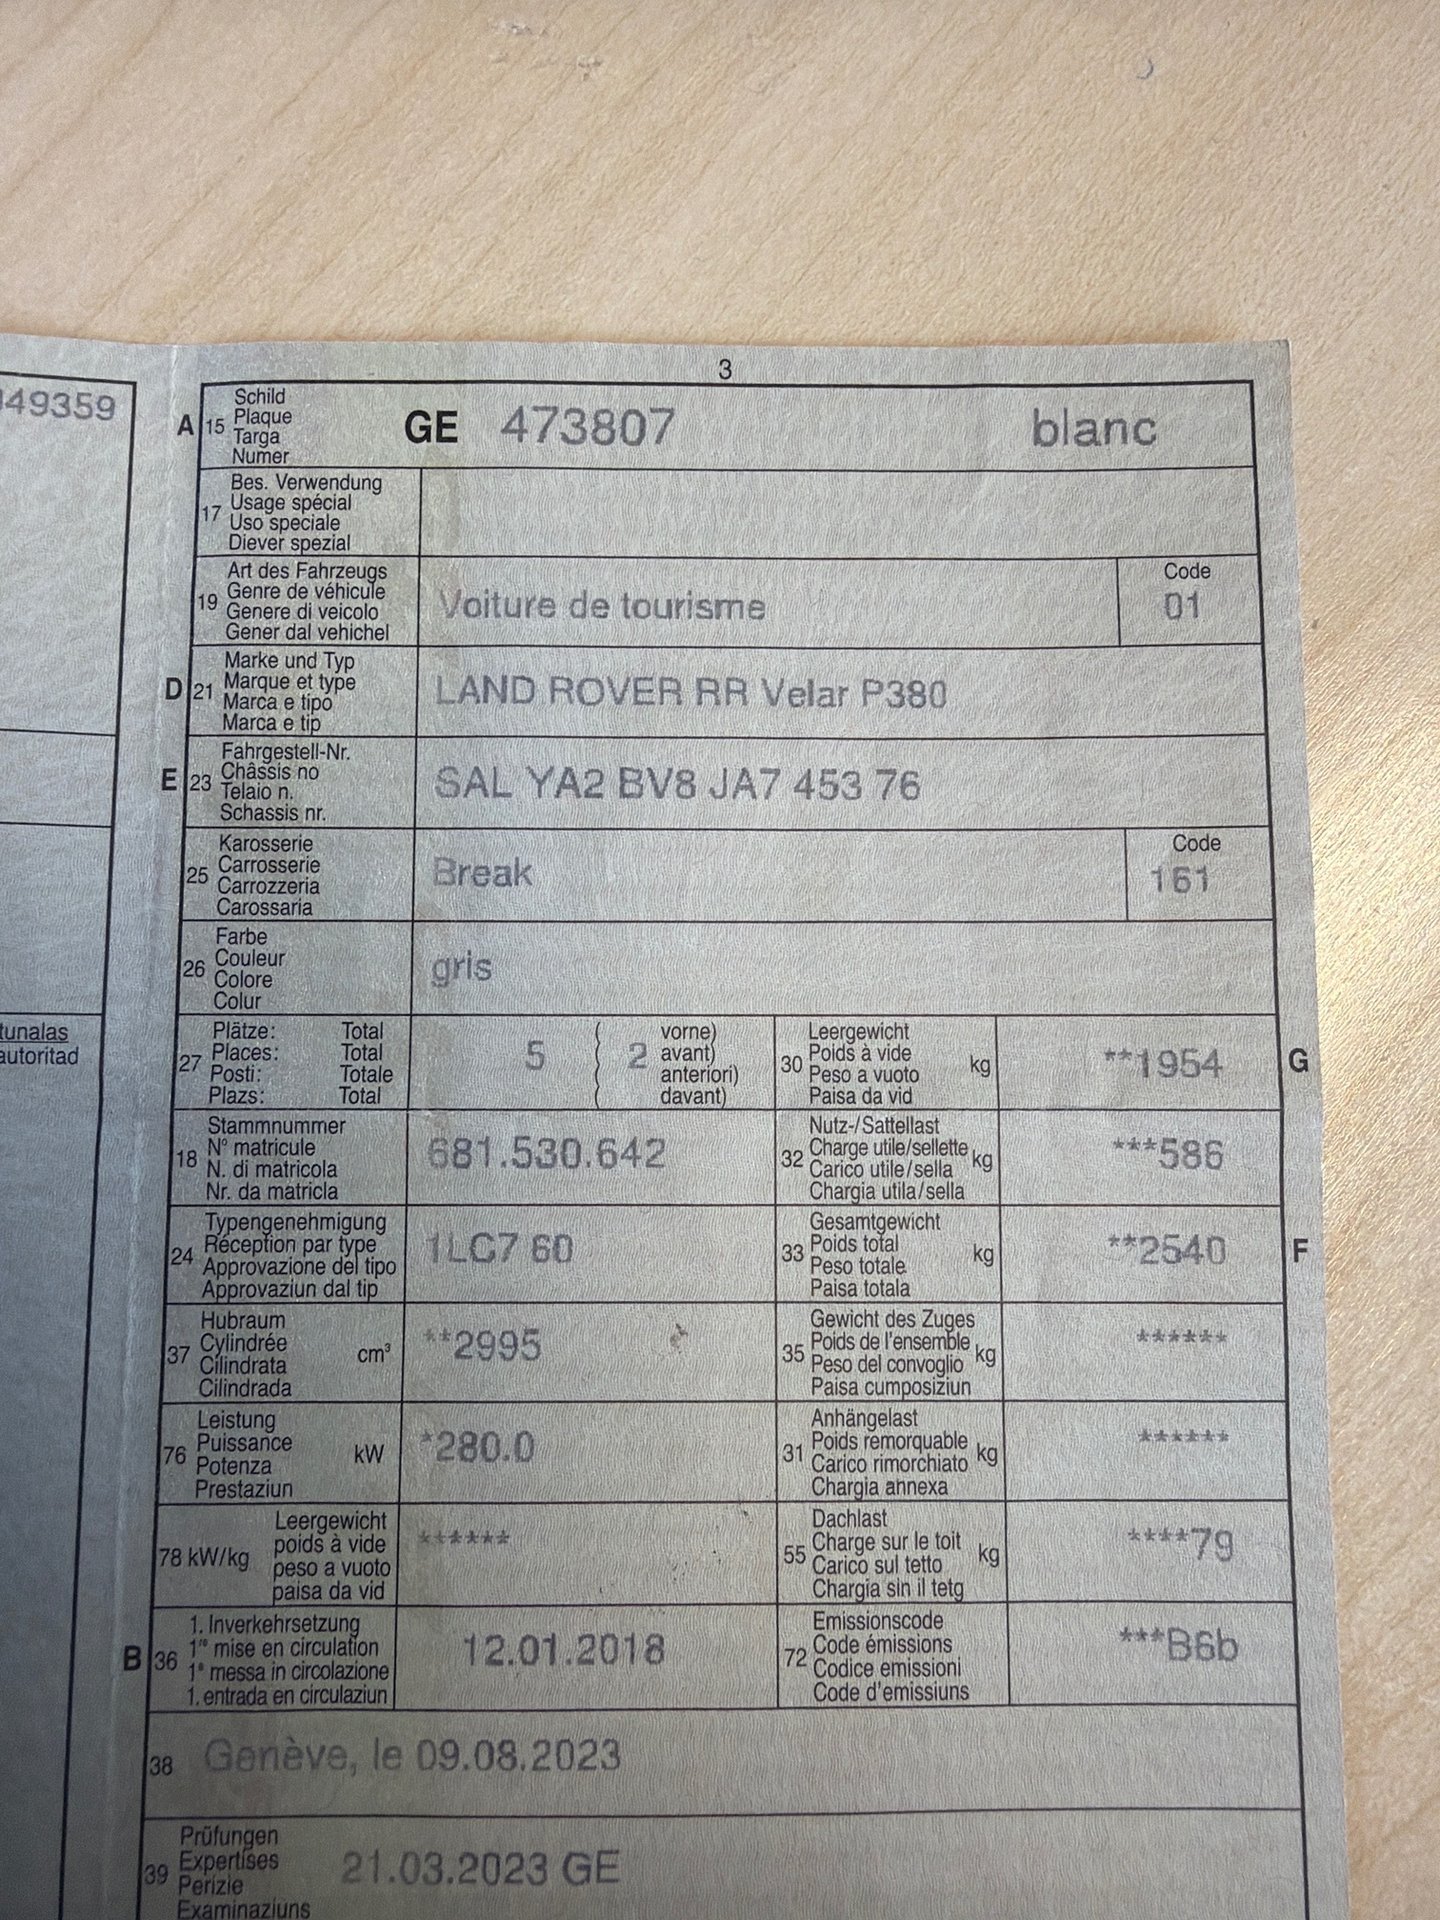 49359
tunalas
autoritad
3
A 15 Schild
Plaque
Targa
Numer
GE 473807 blanc
17 Bes. Verwendung
Usage spécial
Uso speciale
Diever spezial
19 Art des Fahrzeugs
Genre de véhicule
Genere di veicolo
Gener dal vehichel
Voiture de tourisme
Code
01
D 21 Marke und Typ
Marque et type
Marca e tipo
Marca e tip
LAND ROVER RR Velar P380
E 23 Fahrgestell-Nr.
Châssis no
Telaio n.
Schassis nr.
SAL YA2 BV8 JA7 453 76
25 Karosserie
Carrosserie
Carrozzeria
Carossaria
Break
Code
161
26 Farbe
Couleur
Colore
Colur
gris
27 Plätze: Total
Places: Total
Posti: Totale
Plazs: Total
5 ( 2 vorne)
( avant)
( anteriori)
( davant)
30 Leergewicht
Poids à vide kg
Peso a vuoto
Paisa da vid
**1954 G
18 Stammnummer
N° matricule
N. di matricola
Nr. da matricla
681.530.642
32 Nutz-/Sattellast
Charge utile/sellette kg
Carico utile/sella
Chargia utila/sella
***586
24 Typengenehmigung
Réception par type
Approvazione del tipo
Approvaziun dal tip
1LC7 60
33 Gesamtgewicht
Poids total kg
Peso totale
Paisa totala
**2540 F
37 Hubraum
Cylindrée cm³
Cilindrata
Cilindrada
**2995
35 Gewicht des Zuges
Poids de l'ensemble kg
Peso del convoglio
Paisa cumposiziun
******
76 Leistung
Puissance kW
Potenza
Prestaziun
*280.0
31 Anhängelast
Poids remorquable kg
Carico rimorchiato
Chargia annexa
******
78 kW/kg Leergewicht
poids à vide
peso a vuoto
paisa da vid
******
55 Dachlast
Charge sur le toit kg
Carico sul tetto
Chargia sin il tetg
****79
B 36 1. Inverkehrsetzung
1re mise en circulation
1a messa in circolazione
1. entrada en circulaziun
12.01.2018
72 Emissionscode
Code émissions
Codice emissioni
Code d'emissiuns
***B6b
38 Genève, le 09.08.2023
39 Prüfungen
Expertises
Perizie
Examinaziuns
21.03.2023 GE